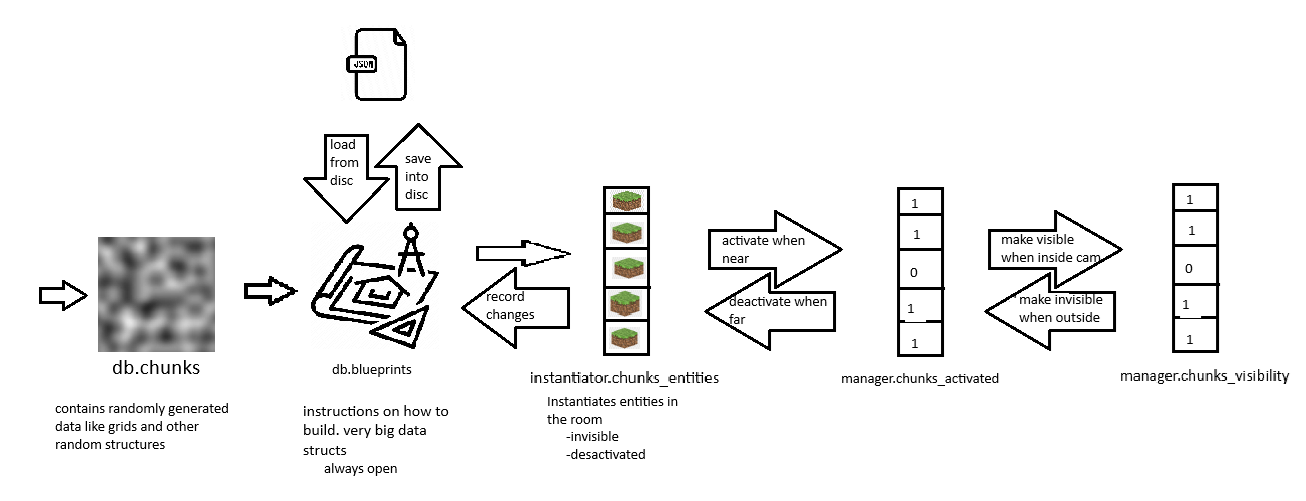 JSON
load
from
disc
save
into
disc
activate when
near
deactivate when
far
make visible
when inside cam
make invisible
when outside
record
changes
1
1
0
1
1
1
1
0
1
1
db.chunks
contains randomly generated
data like grids and other
random structures
db.blueprints
instructions on how to
build. very big data
structs
always open
instantiator.chunks_entities
Instantiates entities in
the room
-invisible
-desactivated
manager.chunks_activated
manager.chunks_visibility